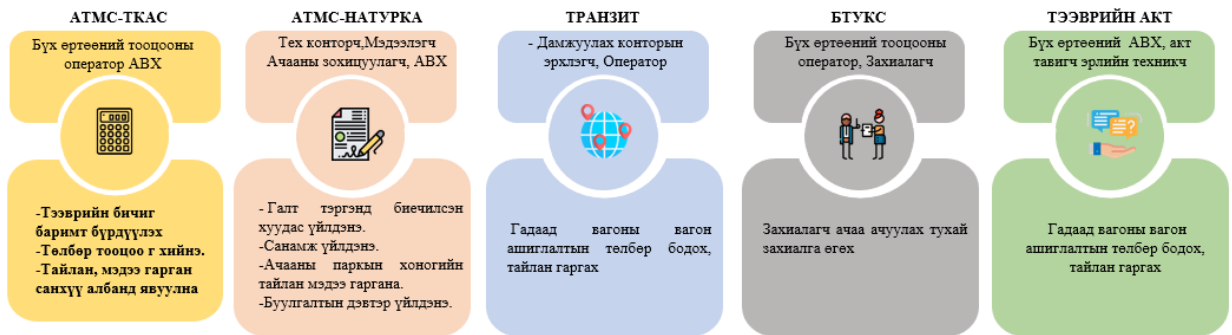 АТМС-ТКАС
Бүх өртөөний тооцооны
оператор АВХ
-Тээврийн бичиг
баримт бүрдүүлэх
-Төлбөр тооцоо г хийнэ.
-Тайлан, мэдээ гарган
санхүү албанд явуулна
АТМС-НАТУРКА
Тех конторч,Мэдээлэгч
Ачааны зохицуулагч, АВХ
- Галт тэргэнд биечилсэн
хуудас үйлдэнэ.
-Санамж үйлдэнэ.
-Ачааны паркын хоногийн
тайлан мэдээ гаргана.
-Буулгалтын дэвтэр үйлдэнэ.
ТРАНЗИТ
- Дамжуулах конторын
эрхлэгч, Оператор
Гадаад вагоны вагон
ашиглалтын төлбөр бодох,
тайлан гаргах
БТУКС
Бүх өртөөний тооцооны
оператор, Захиалагч
Захиалагч ачаа ачуулах тухай
захиалга өгөх
ТЭЭВРИЙН АКТ
Бүх өртөөний АВХ, акт
тавигч эрлийн техникч
Гадаад вагоны вагон
ашиглалтын төлбөр бодох,
тайлан гаргах